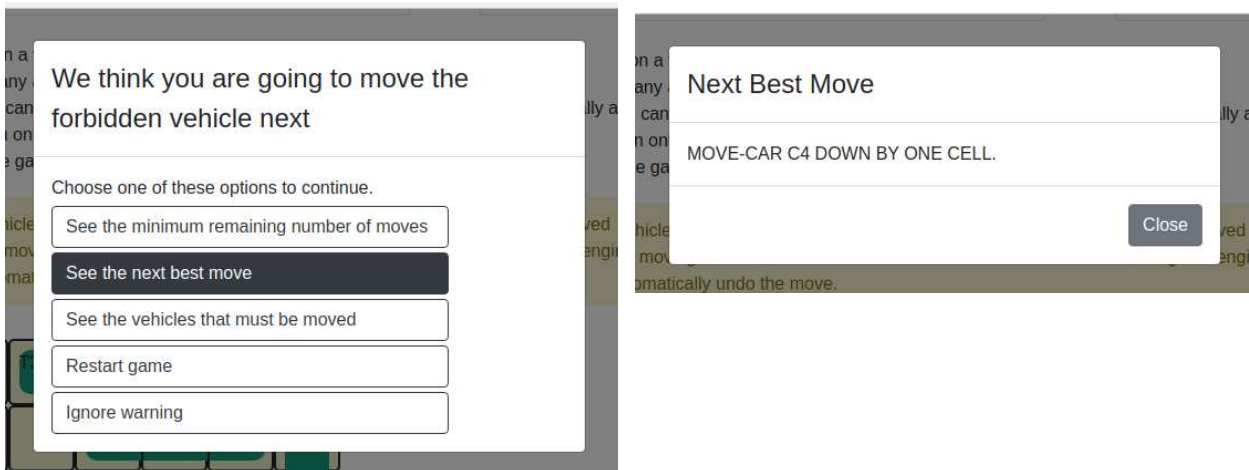 We think you are going to move the
forbidden vehicle next
Choose one of these options to continue.
See the minimum remaining number of moves
See the next best move
See the vehicles that must be moved
Restart game
Ignore warning
Next Best Move
MOVE-CAR C4 DOWN BY ONE CELL.
Close
omatically undo the move.